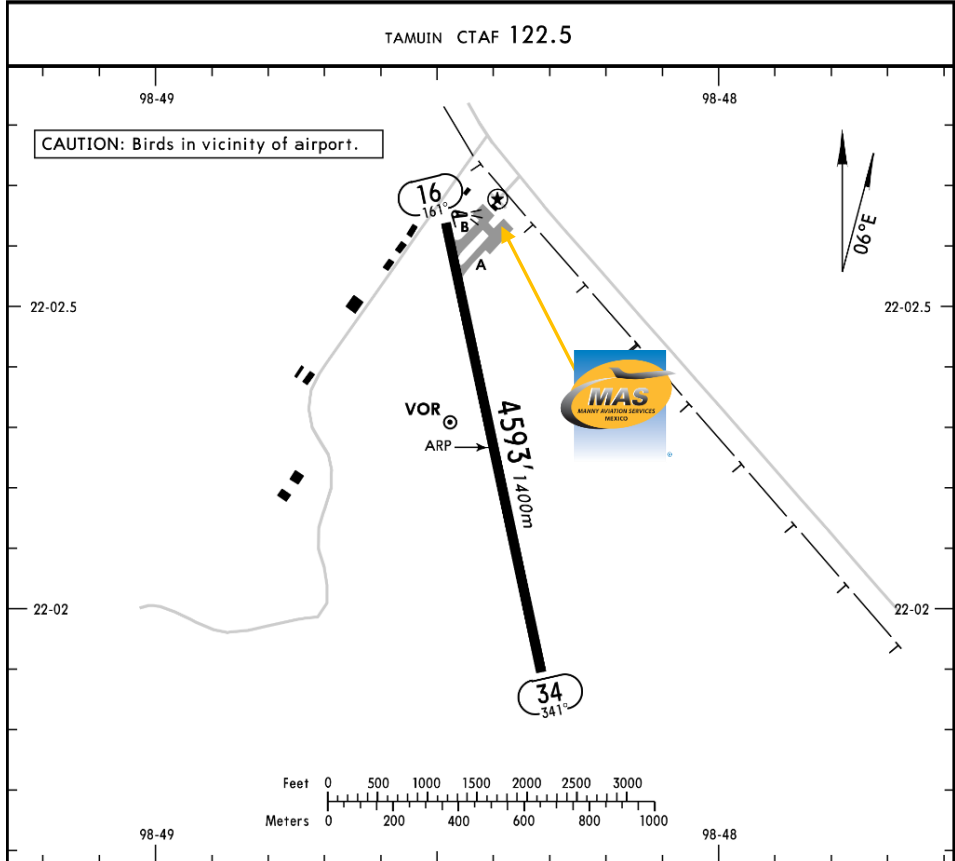 TAMUIN CTAF 122.5
98-49
98-48
CAUTION: Birds in vicinity of airport.
16
161°
B
A
06°E
22-02.5
22-02.5
MAS
MANNY AVIATION SERVICES
MEXICO
®
VOR
ARP
4593'
1400m
22-02
22-02
34
341°
T
T
T
T
T
T
T
T
T
T
Feet 0 500 1000 1500 2000 2500 3000
Meters 0 200 400 600 800 1000
98-49
98-48